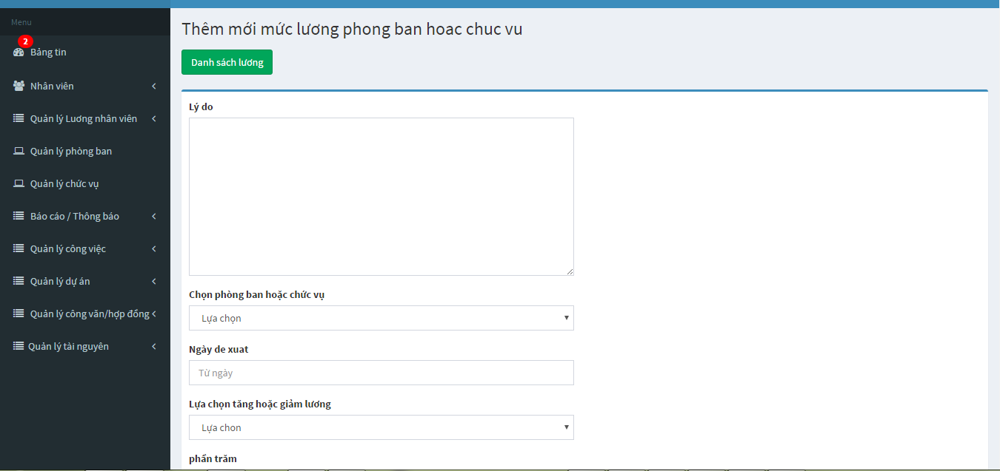 Menu
2
Bảng tin
Nhân viên
Quản lý Lương nhân viên
Quản lý phòng ban
Quản lý chức vụ
Báo cáo / Thông báo
Quản lý công việc
Quản lý dự án
Quản lý công văn/hợp đồng
Quản lý tài nguyên
Thêm mới mức lương phong ban hoac chuc vu
Danh sách lương
Lý do
Chọn phòng ban hoặc chức vụ
Lựa chọn
Ngày de xuat
Từ ngày
Lựa chọn tăng hoặc giảm lương
Lựa chon
phần trăm